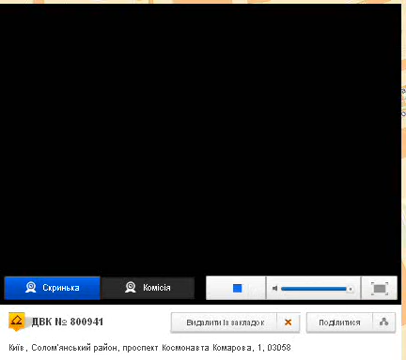 Скринька Комісія
ДВК № 800941 Видалити із закладок Поділитися
Київ, Солом'янський район, проспект Космонавта Комарова, 1, 03058